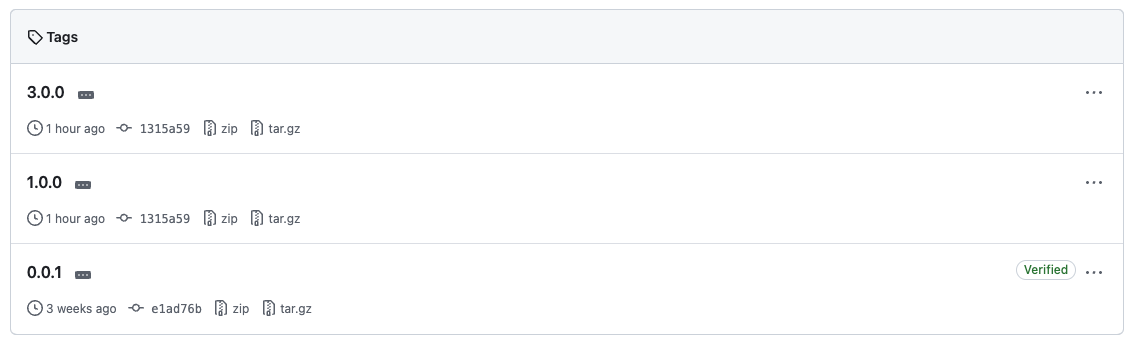 Tags
3.0.0
1 hour ago 1315a59 zip tar.gz
1.0.0
1 hour ago 1315a59 zip tar.gz
0.0.1 Verified
3 weeks ago e1ad76b zip tar.gz